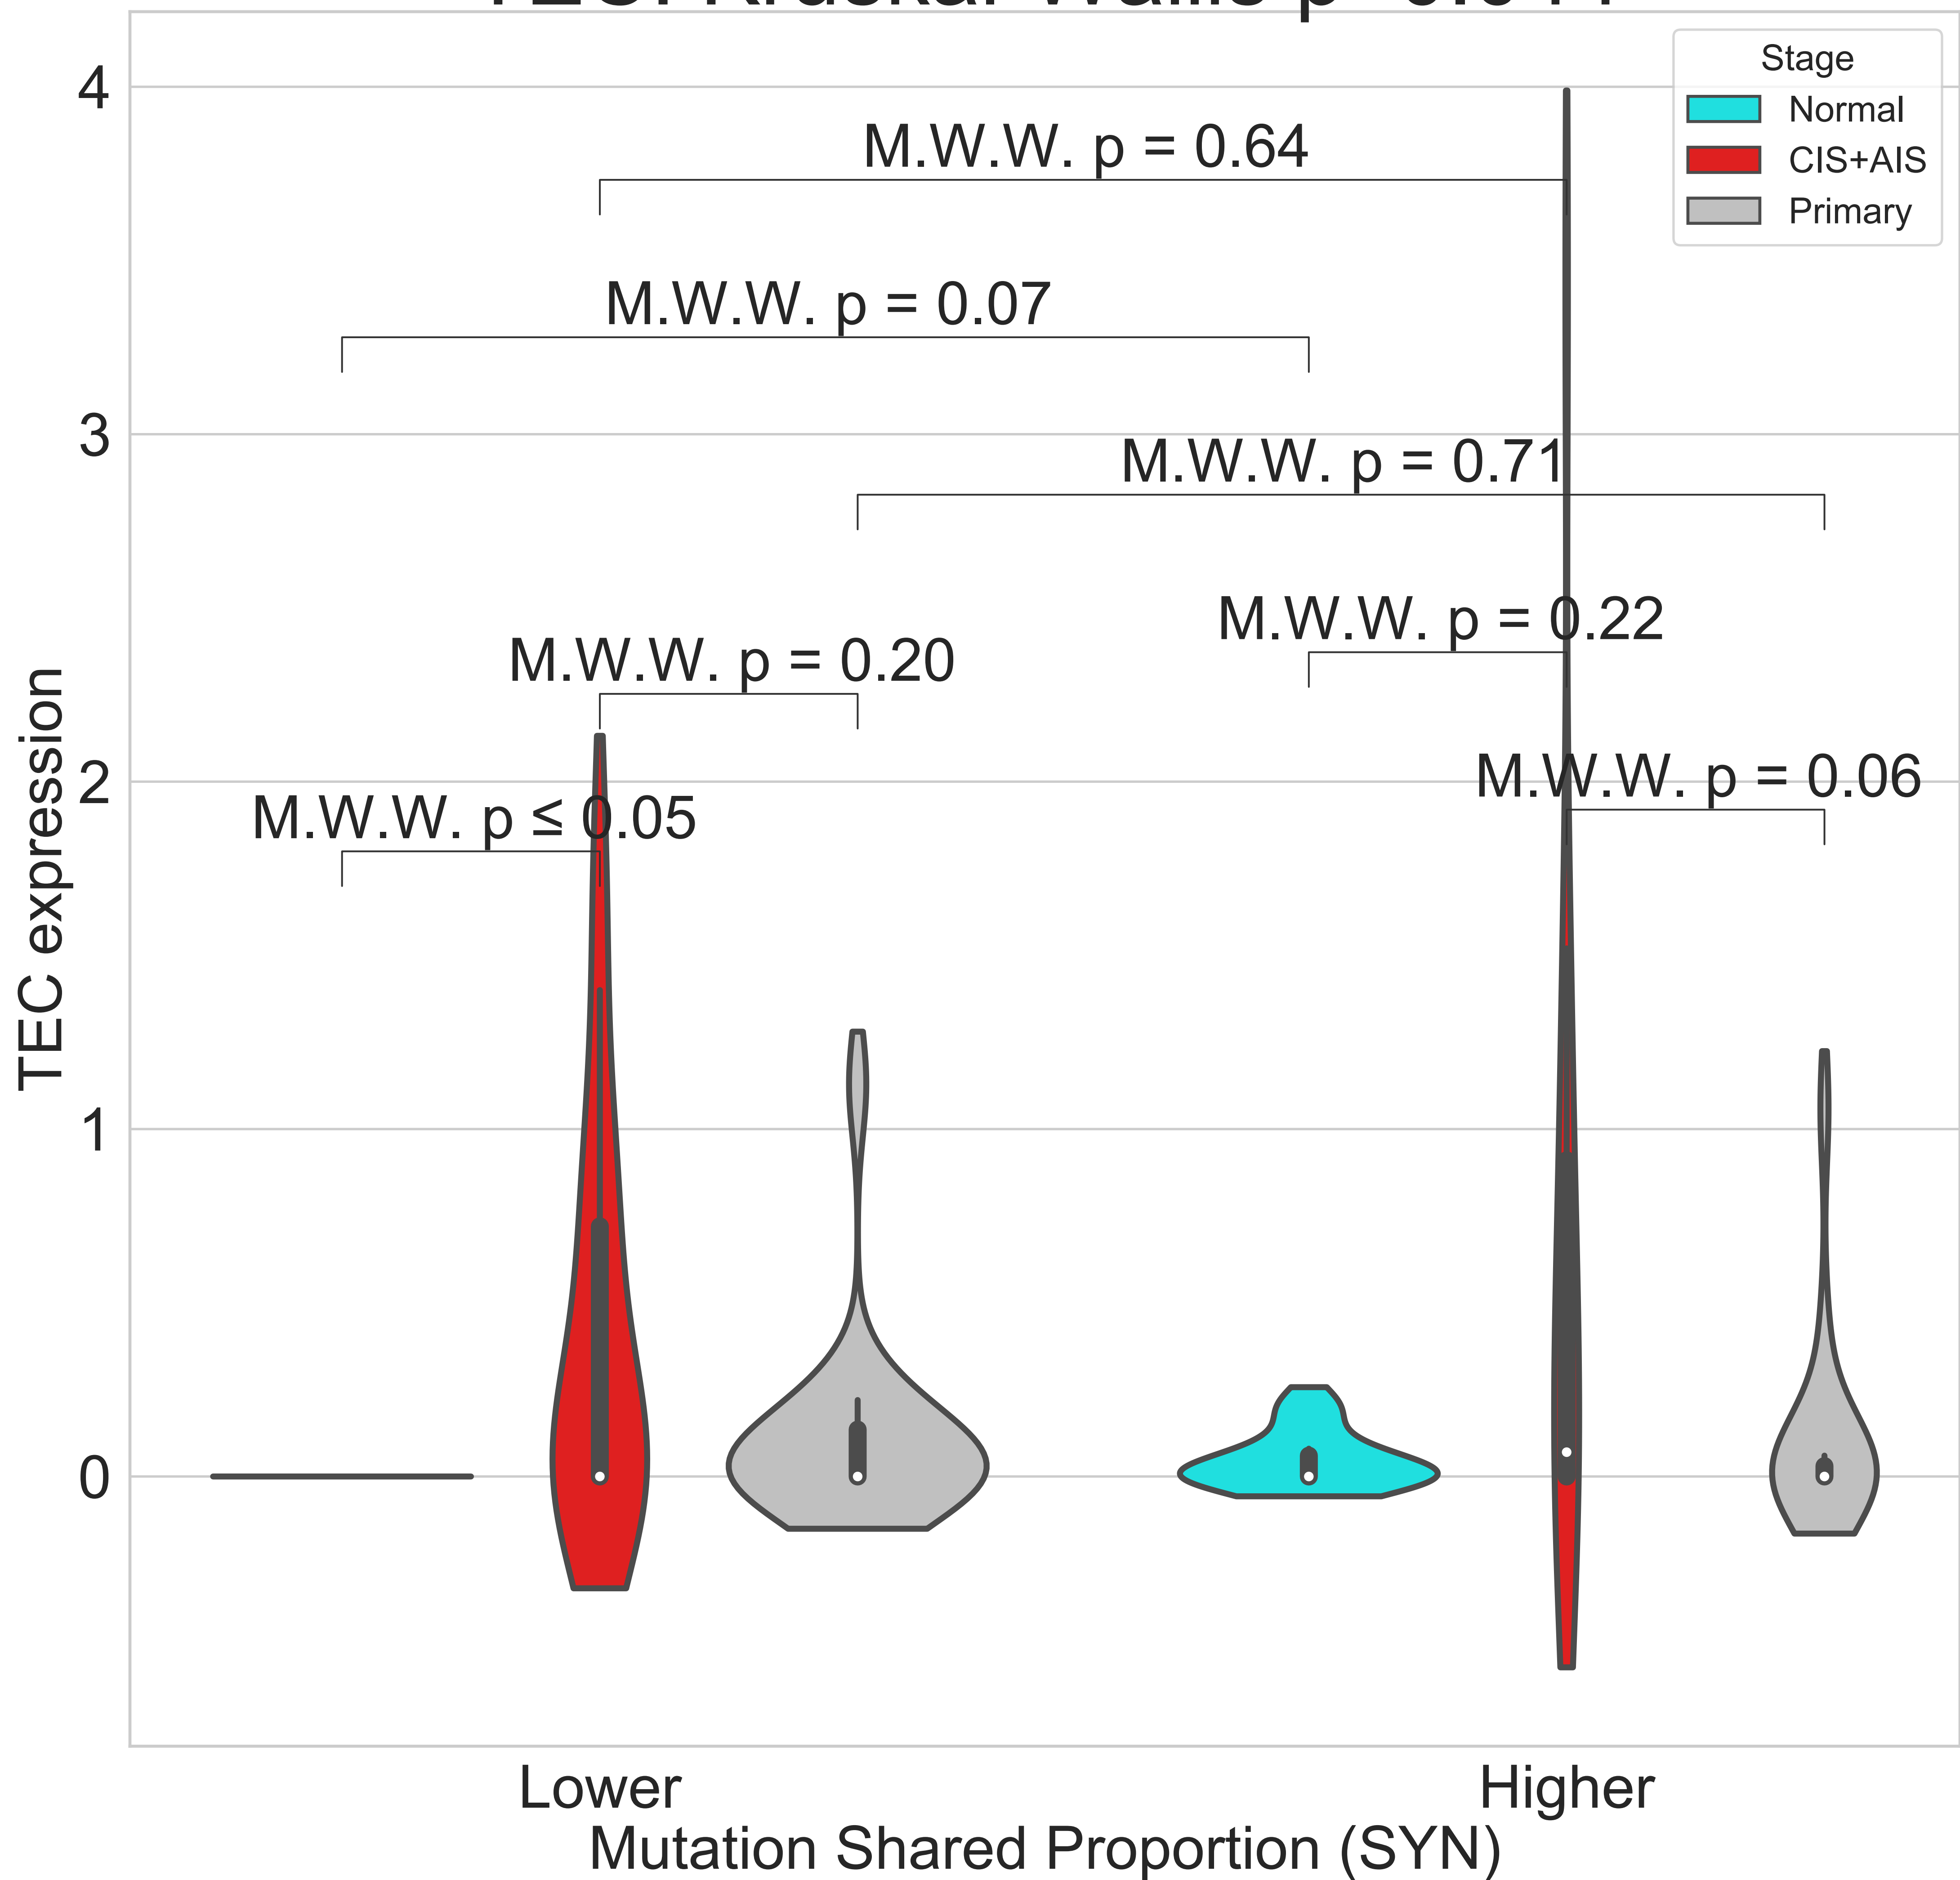 Stage
Normal
CIS+AIS
Primary
M.W.W. p = 0.64
M.W.W. p = 0.07
M.W.W. p = 0.71
M.W.W. p = 0.22
M.W.W. p = 0.20
M.W.W. p = 0.06
M.W.W. p ≤ 0.05
TEC expression
4
3
2
1
0
Lower
Higher
Mutation Shared Proportion (SYN)